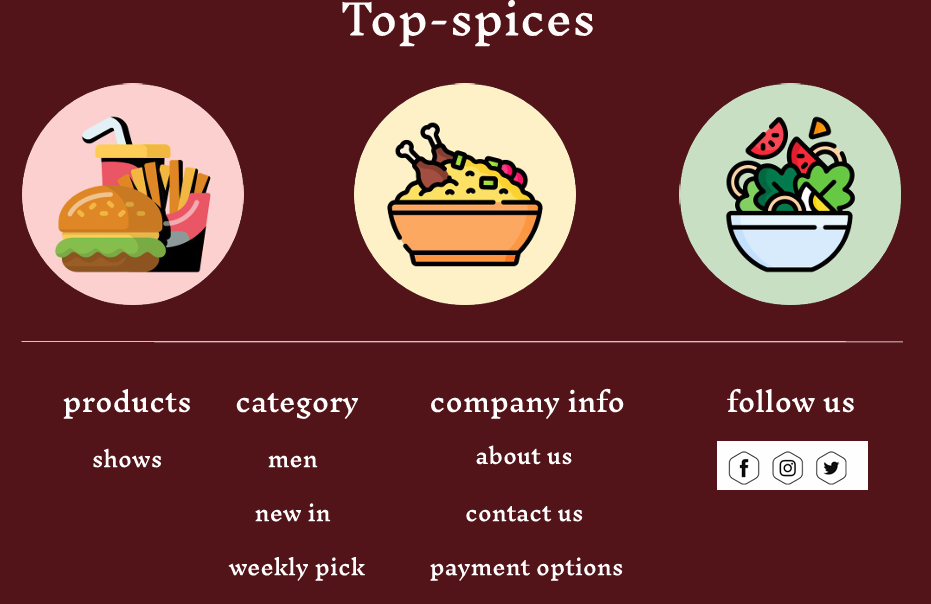 Top-spices
products
shows
category
men
new in
weekly pick
company info
about us
contact us
payment options
follow us